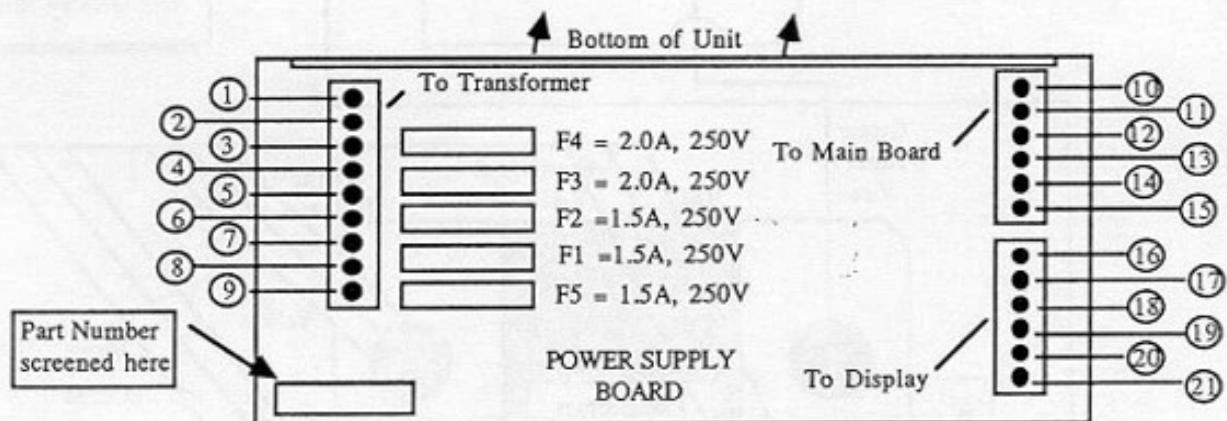 Bottom of Unit
To Transformer
1
2
3
4
5
6
7
8
9
F4 = 2.0A, 250V
F3 = 2.0A, 250V
F2 =1.5A, 250V
F1 =1.5A, 250V
F5 = 1.5A, 250V
To Main Board
10
11
12
13
14
15
16
17
18
19
20
21
To Display
Part Number
screened here
POWER SUPPLY
BOARD